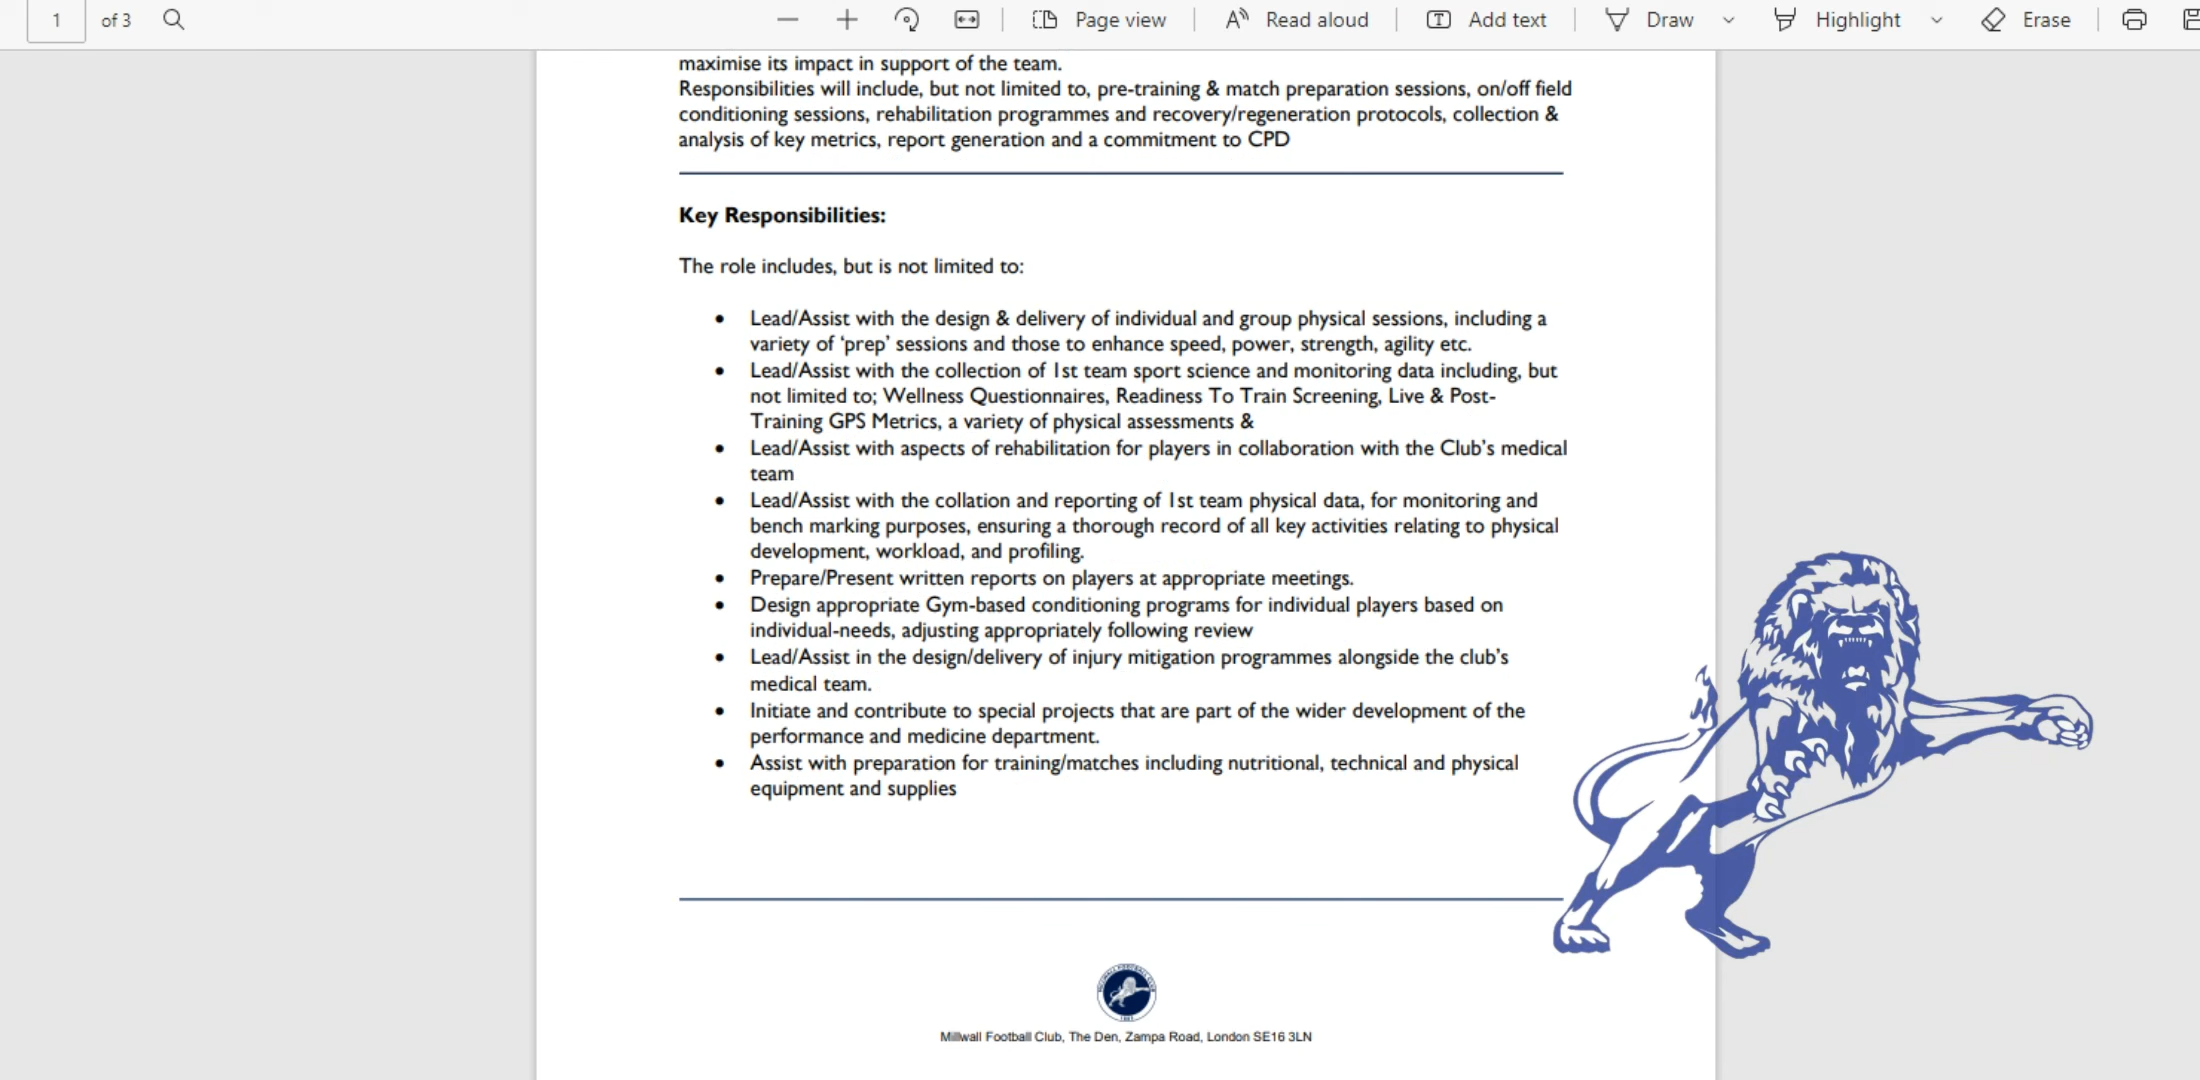 1 of 3 Page view Read aloud Add text Draw Highlight Erase
maximise its impact in support of the team.
Responsibilities will include, but not limited to, pre-training & match preparation sessions, on/off field
conditioning sessions, rehabilitation programmes and recovery/regeneration protocols, collection &
analysis of key metrics, report generation and a commitment to CPD
Key Responsibilities:
The role includes, but is not limited to:
• Lead/Assist with the design & delivery of individual and group physical sessions, including a
variety of ‘prep’ sessions and those to enhance speed, power, strength, agility etc.
• Lead/Assist with the collection of 1st team sport science and monitoring data including, but
not limited to; Wellness Questionnaires, Readiness To Train Screening, Live & Post-
Training GPS Metrics, a variety of physical assessments &
• Lead/Assist with aspects of rehabilitation for players in collaboration with the Club’s medical
team
• Lead/Assist with the collation and reporting of 1st team physical data, for monitoring and
bench marking purposes, ensuring a thorough record of all key activities relating to physical
development, workload, and profiling.
• Prepare/Present written reports on players at appropriate meetings.
• Design appropriate Gym-based conditioning programs for individual players based on
individual-needs, adjusting appropriately following review
• Lead/Assist in the design/delivery of injury mitigation programmes alongside the club’s
medical team.
• Initiate and contribute to special projects that are part of the wider development of the
performance and medicine department.
• Assist with preparation for training/matches including nutritional, technical and physical
equipment and supplies
MILLWALL FOOTBALL CLUB
1885
Millwall Football Club, The Den, Zampa Road, London SE16 3LN